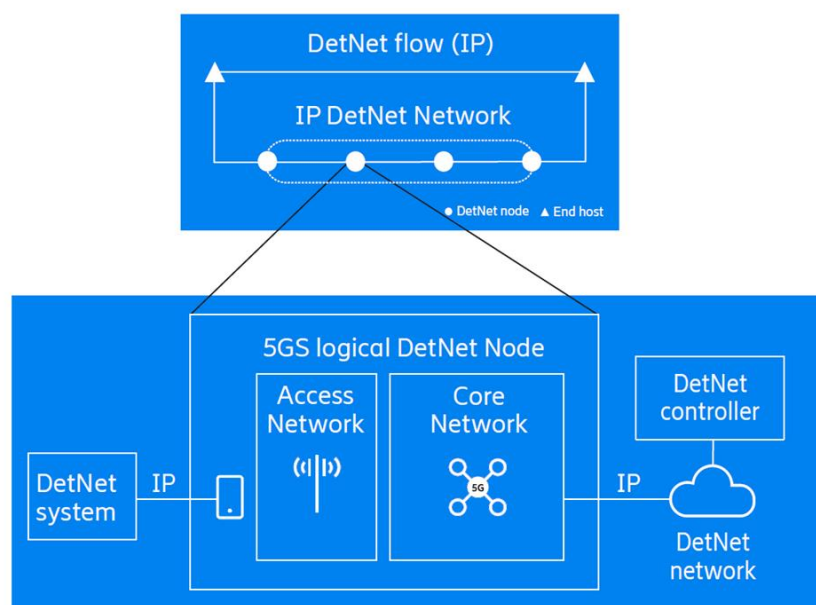 DetNet flow (IP)
IP DetNet Network
DetNet node
End host
5GS logical DetNet Node
Access
Network
Core
Network
5G
DetNet
system
IP
IP
DetNet
controller
DetNet
network